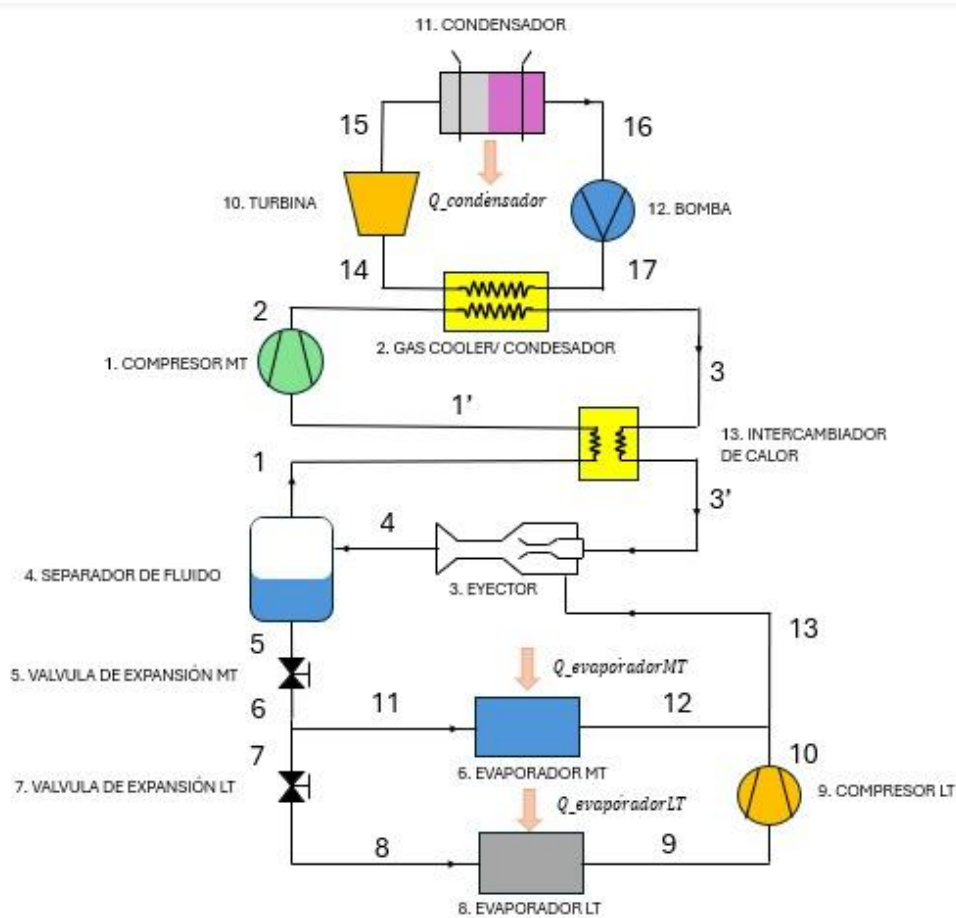 11. CONDENSADOR
15
16
10. TURBINA
Q_condensador
12. BOMBA
14
17
2
2. GAS COOLER/ CONDESADOR
1. COMPRESOR MT
3
1'
13. INTERCAMBIADOR
DE CALOR
1
3'
4
4. SEPARADOR DE FLUIDO
3. EYECTOR
5
13
5. VALVULA DE EXPANSIÓN MT
Q_evaporadorMT
6
11
12
7
10
6. EVAPORADOR MT
7. VALVULA DE EXPANSIÓN LT
9. COMPRESOR LT
Q_evaporadorLT
8
9
8. EVAPORADOR LT